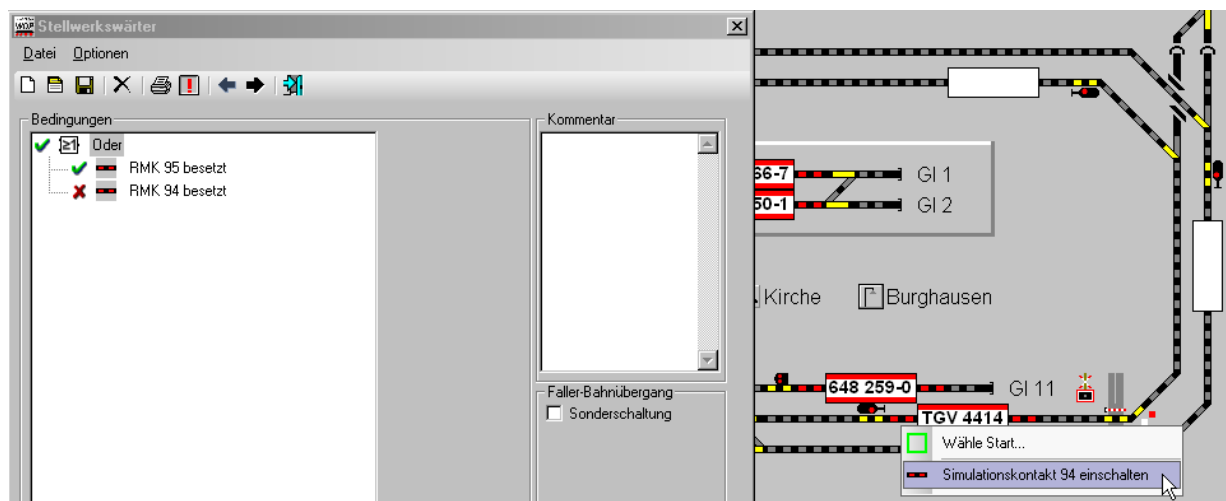 Stellwerkswärter
Datei Optionen
Bedingungen
≥1 Oder
RMK 95 besetzt
RMK 94 besetzt
Kommentar
Faller-Bahnübergang
Sonderschaltung
66-7 Gl 1
50-1 Gl 2
Kirche Burghausen
648 259-0 Gl 11
TGV 4414
Wähle Start...
Simulationskontakt 94 einschalten